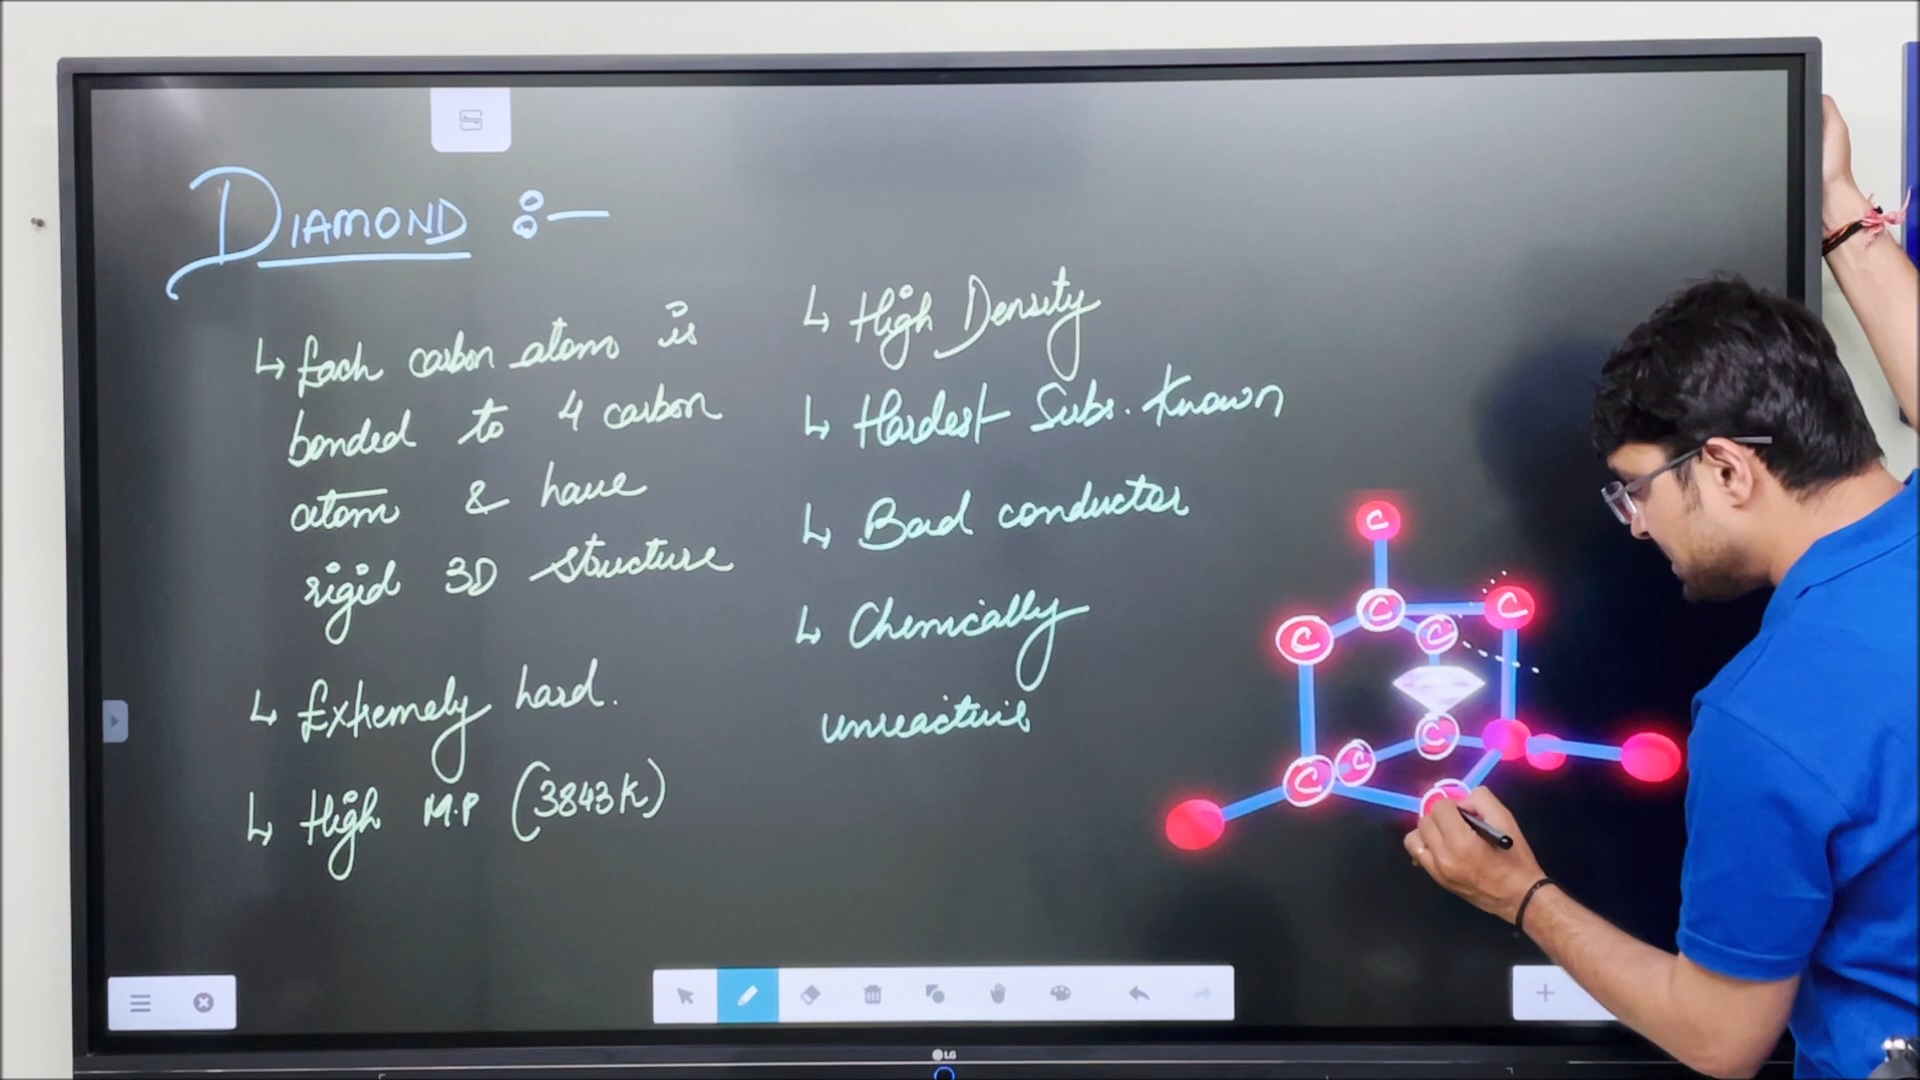 DIAMOND :-
↳ Each carbon atom is
bonded to 4 carbon
atom & have
rigid 3D structure
↳ Extremely hard.
↳ High M.P (3843K)
↳ High Density
↳ Hardest Subs. known
↳ Bad conductor
↳ Chemically
unreactive
C
C
C
C
C
C
C
C
LG